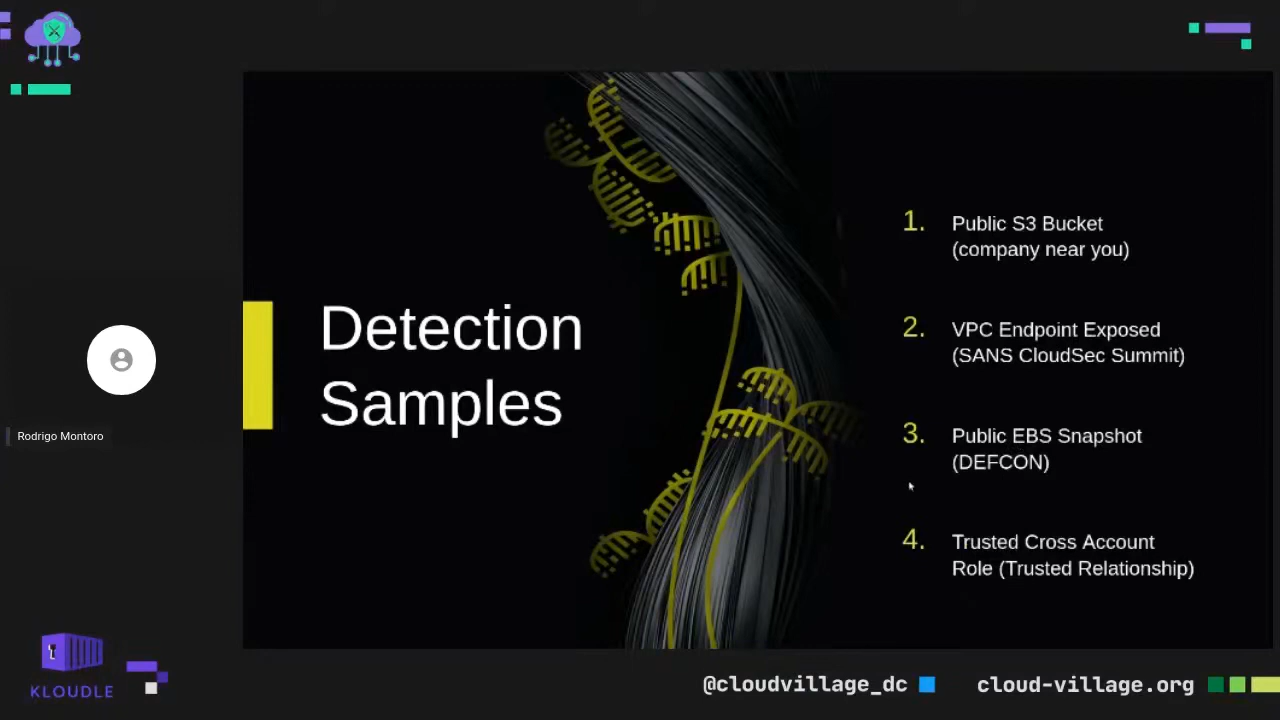 Detection
Samples
1. Public S3 Bucket
(company near you)
2. VPC Endpoint Exposed
(SANS CloudSec Summit)
3. Public EBS Snapshot
(DEFCON)
4. Trusted Cross Account
Role (Trusted Relationship)
Rodrigo Montoro
KLOUDLE
@cloudvillage_dc
cloud-village.org